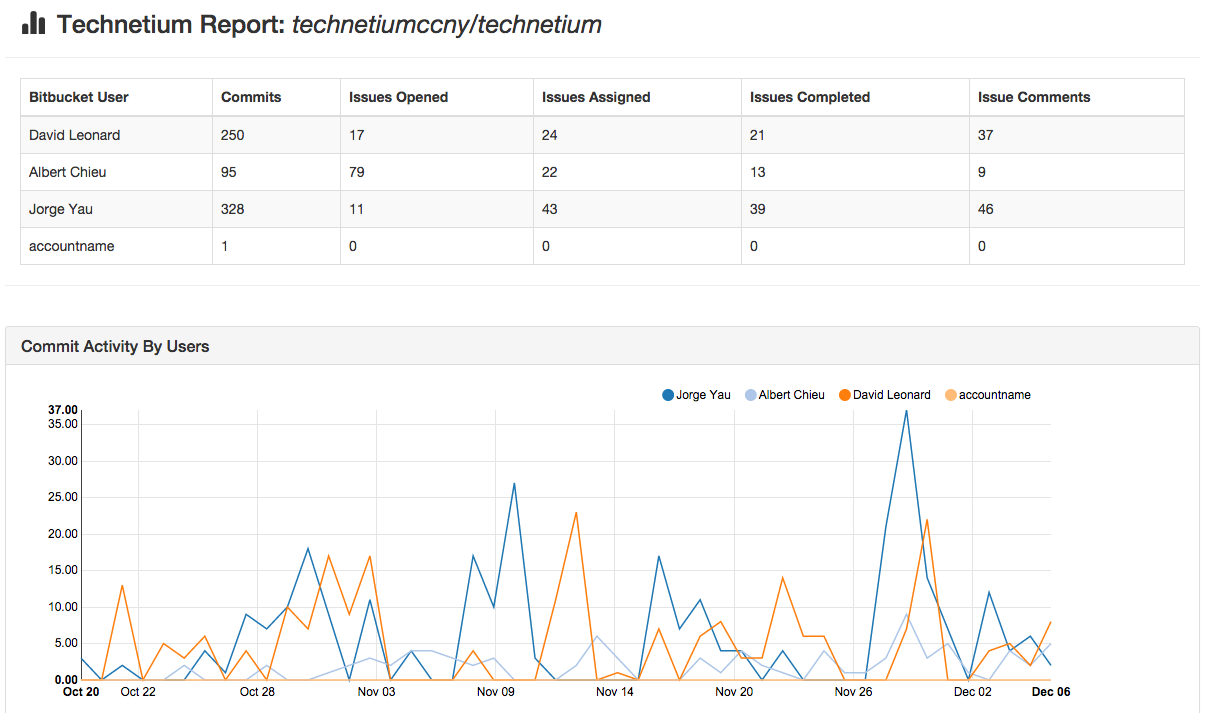 Technetium Report: technetiumccny/technetium
Bitbucket User Commits Issues Opened Issues Assigned Issues Completed Issue Comments
David Leonard 250 17 24 21 37
Albert Chieu 95 79 22 13 9
Jorge Yau 328 11 43 39 46
accountname 1 0 0 0 0
Commit Activity By Users
Jorge Yau Albert Chieu David Leonard accountname
37.00
35.00
30.00
25.00
20.00
15.00
10.00
5.00
0.00
Oct 20 Oct 22 Oct 28 Nov 03 Nov 09 Nov 14 Nov 20 Nov 26 Dec 02 Dec 06